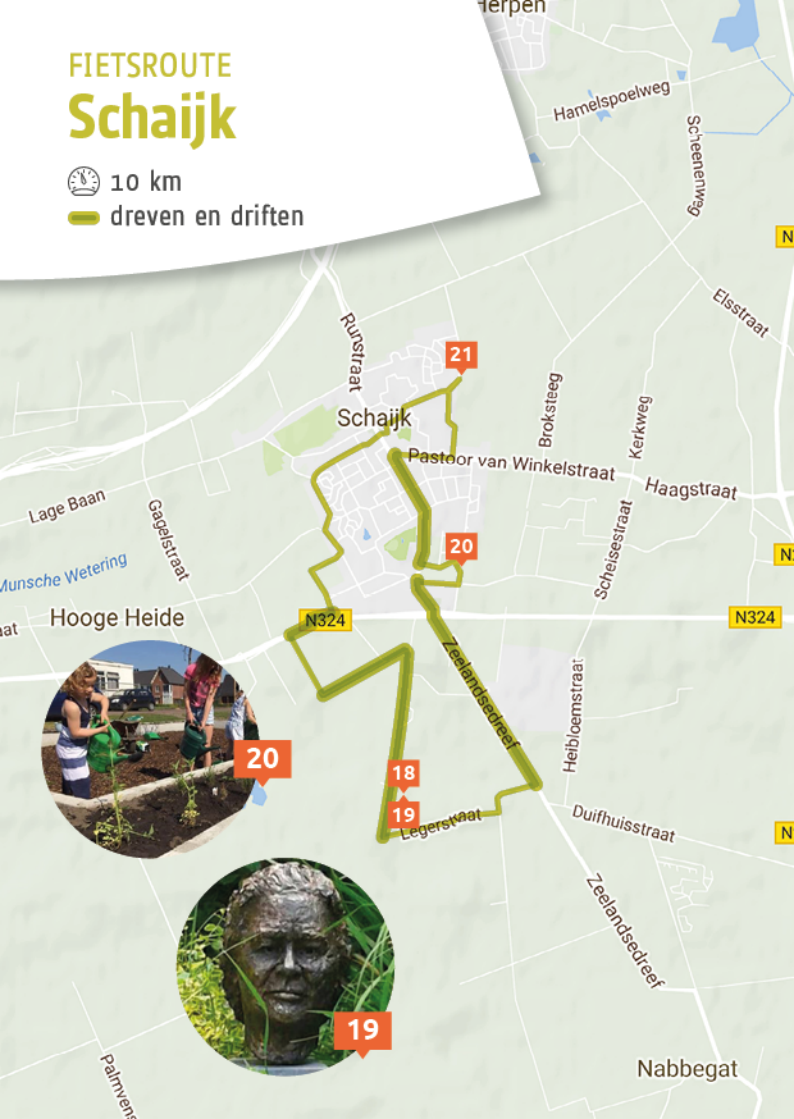 Herpen
FIETSROUTE
Schaijk
10 km
dreven en driften
Hamelspoelweg
Scheenenweg
N
Elsstraat
Runstraat
21
Schaijk
Broksteeg
Kerkweg
Pastoor van Winkelstraat
Haagstraat
Lage Baan
Gagelstraat
Scheisestraat
20
Munsche Wetering
Hooge Heide
N324
N324
Zeelandsedreef
Heibloemstraat
20
18
19
Legerstraat
Duifhuisstraat
Zeelandsedreef
19
Nabbegat